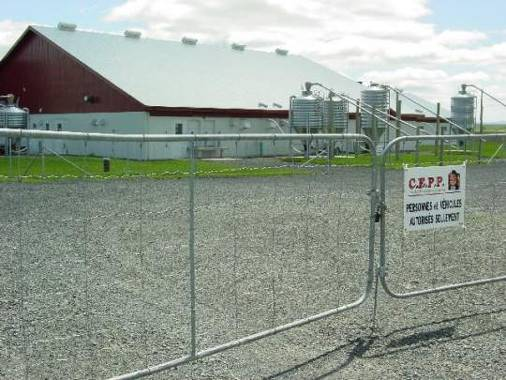 C.E.P.P.
PERSONNES et VÉHICULES
AUTORISÉS SEULEMENT